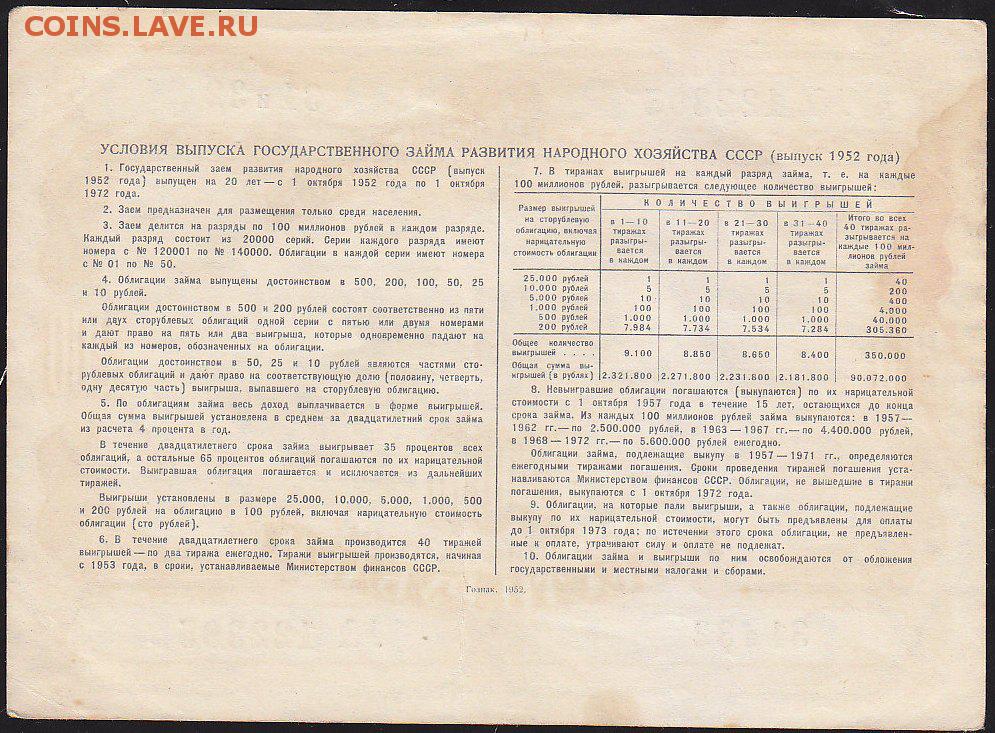 COINS.LAVE.RU
УСЛОВИЯ ВЫПУСКА ГОСУДАРСТВЕННОГО ЗАЙМА РАЗВИТИЯ НАРОДНОГО ХОЗЯЙСТВА СССР (выпуск 1952 года)
1. Государственный заем развития народного хозяйства СССР (выпуск
1952 года) выпущен на 20 лет — с 1 октября 1952 года по 1 октября
1972 года.
2. Заем предназначен для размещения только среди населения.
3. Заем делится на разряды по 100 миллионов рублей в каждом разряде.
Каждый разряд состоит из 20000 серий. Серии каждого разряда имеют
номера с № 120001 по № 140000. Облигации в каждой серии имеют номера
с № 01 по № 50.
4. Облигации займа выпущены достоинством в 500, 200, 100, 50, 25
и 10 рублей.
Облигации достоинством в 500 и 200 рублей состоят соответственно из пяти
или двух сторублевых облигаций одной серии с пятью или двумя номерами
и дают право на пять или два выигрыша, которые одновременно падают на
каждый из номеров, обозначенных на облигации.
Облигации достоинством в 50, 25 и 10 рублей являются частями сто-
рублевых облигаций и дают право на соответствующую долю (половину, четверть,
одну десятую часть) выигрыша, выпавшего на сторублевую облигацию.
5. По облигациям займа весь доход выплачивается в форме выигрышей.
Общая сумма выигрышей установлена в среднем за двадцатилетний срок займа
из расчета 4 процента в год.
В течение двадцатилетнего срока займа выигрывает 35 процентов всех
облигаций, а остальные 65 процентов облигаций погашаются по их нарицательной
стоимости. Выигравшая облигация погашается и исключается из дальнейших
тиражей.
Выигрыши установлены в размере 25.000, 10.000, 5.000, 1.000, 500
и 200 рублей на облигацию в 100 рублей, включая нарицательную стоимость
облигации (сто рублей).
6. В течение двадцатилетнего срока займа производится 40 тиражей
выигрышей — по два тиража ежегодно. Тиражи выигрышей производятся, начиная
с 1953 года, в сроки, устанавливаемые Министерством финансов СССР.
7. В тиражах выигрышей на каждый разряд займа, т. е. на каждые
100 миллионов рублей, разыгрывается следующее количество выигрышей:
Размер выигрышей
на сторублевую
облигацию, включая
нарицательную
стоимость облигации
КОЛИЧЕСТВО ВЫИГРЫШЕЙ
в 1—10
тиражах
разыгры-
вается
в каждом
в 11—20
тиражах
разыгры-
вается
в каждом
в 21—30
тиражах
разыгры-
вается
в каждом
в 31—40
тиражах
разыгры-
вается
в каждом
Итого во всех
40 тиражах ра-
зыгрывается на
каждые 100 мил-
лионов рублей
займа
25.000 рублей 1 1 1 1 40
10.000 рублей 5 5 5 5 200
5.000 рублей 10 10 10 10 400
1.000 рублей 100 100 100 100 4.000
500 рублей 1.000 1.000 1.000 1.000 40.000
200 рублей 7.984 7.734 7.534 7.284 305.360
Общее количество
выигрышей . . . . 9.100 8.850 8.650 8.400 350.000
Общая сумма вы-
игрышей (в рублях) 2.321.800 2.271.800 2.231.800 2.181.800 90.072.000
8. Невыигравшие облигации погашаются (выкупаются) по их нарицательной
стоимости с 1 октября 1957 года в течение 15 лет, остающихся до конца
срока займа. Из каждых 100 миллионов рублей займа выкупаются: в 1957—
1962 гг.— по 2.500.000 рублей, в 1963—1967 гг.— по 4.400.000 рублей,
в 1968—1972 гг.— по 5.600.000 рублей ежегодно.
Облигации займа, подлежащие выкупу в 1957—1971 гг., определяются
ежегодными тиражами погашения. Сроки проведения тиражей погашения уста-
навливаются Министерством финансов СССР. Облигации, не вышедшие в тиражи
погашения, выкупаются с 1 октября 1972 года.
9. Облигации, на которые пали выигрыши, а также облигации, подлежащие
выкупу по их нарицательной стоимости, могут быть предъявлены для оплаты
до 1 октября 1973 года; по истечении этого срока облигации, не предъявлен-
ные к оплате, утрачивают силу и оплате не подлежат.
10. Облигации займа и выигрыши по ним освобождаются от обложения
государственными и местными налогами и сборами.
Гознак. 1952.